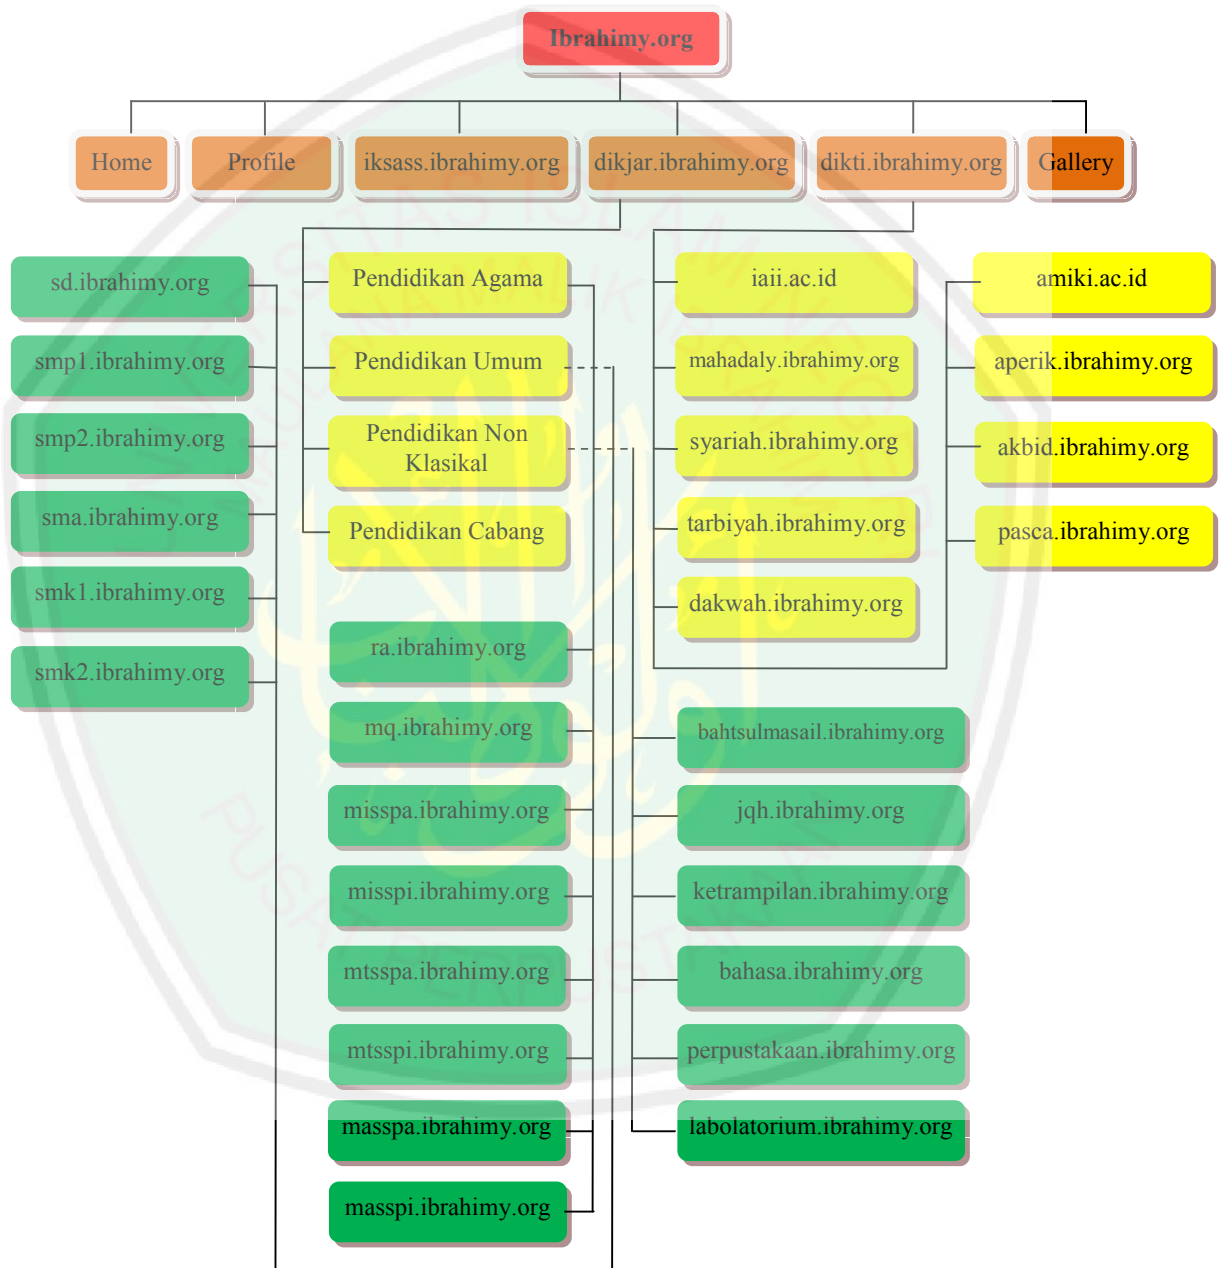 Ibrahimy.org
Home
Profile
iksass.ibrahimy.org
dikjar.ibrahimy.org
dikti.ibrahimy.org
Gallery
sd.ibrahimy.org
smp1.ibrahimy.org
smp2.ibrahimy.org
sma.ibrahimy.org
smk1.ibrahimy.org
smk2.ibrahimy.org
Pendidikan Agama
Pendidikan Umum
Pendidikan Non
Klasikal
Pendidikan Cabang
ra.ibrahimy.org
mq.ibrahimy.org
misspa.ibrahimy.org
misspi.ibrahimy.org
mtsspa.ibrahimy.org
mtsspi.ibrahimy.org
masspa.ibrahimy.org
masspi.ibrahimy.org
iaii.ac.id
mahadaly.ibrahimy.org
syariah.ibrahimy.org
tarbiyah.ibrahimy.org
dakwah.ibrahimy.org
amiki.ac.id
aperik.ibrahimy.org
akbid.ibrahimy.org
pasca.ibrahimy.org
bahtsulmasail.ibrahimy.org
jqh.ibrahimy.org
ketrampilan.ibrahimy.org
bahasa.ibrahimy.org
perpustakaan.ibrahimy.org
labolatorium.ibrahimy.org
PUSAT PERPUSTAKAAN